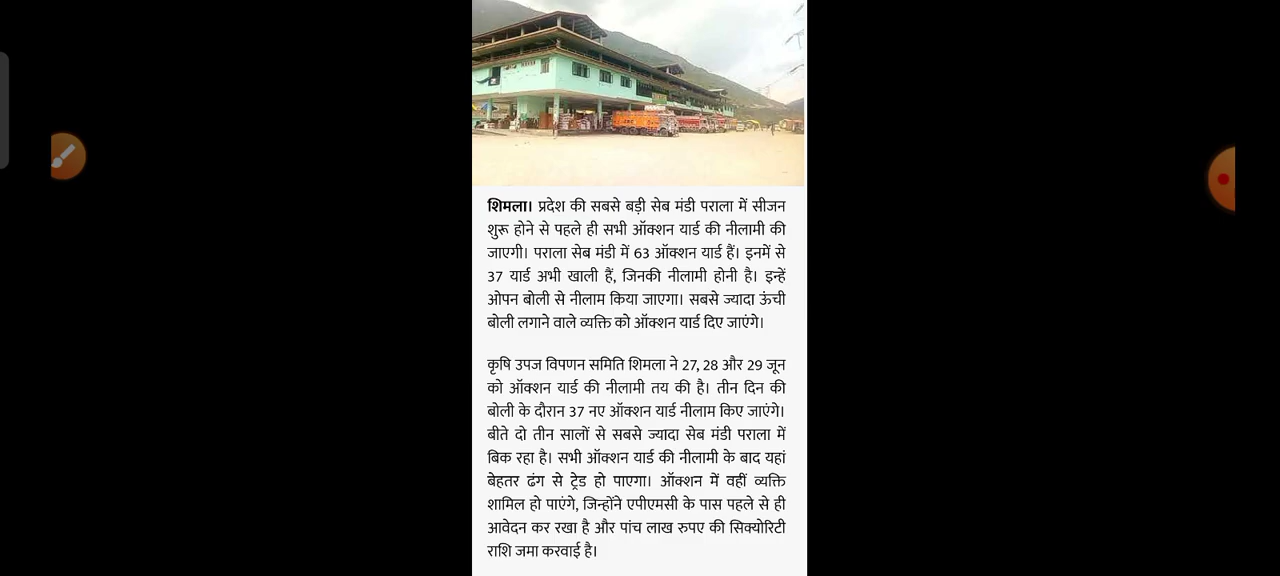 शिमला। प्रदेश की सबसे बड़ी सेब मंडी पराला में सीजन
शुरू होने से पहले ही सभी ऑक्शन यार्ड की नीलामी की
जाएगी। पराला सेब मंडी में 63 ऑक्शन यार्ड हैं। इनमें से
37 यार्ड अभी खाली हैं, जिनकी नीलामी होनी है। इन्हें
ओपन बोली से नीलाम किया जाएगा। सबसे ज्यादा ऊंची
बोली लगाने वाले व्यक्ति को ऑक्शन यार्ड दिए जाएंगे।
कृषि उपज विपणन समिति शिमला ने 27, 28 और 29 जून
को ऑक्शन यार्ड की नीलामी तय की है। तीन दिन की
बोली के दौरान 37 नए ऑक्शन यार्ड नीलाम किए जाएंगे।
बीते दो तीन सालों से सबसे ज्यादा सेब मंडी पराला में
बिक रहा है। सभी ऑक्शन यार्ड की नीलामी के बाद यहां
बेहतर ढंग से ट्रेड हो पाएगा। ऑक्शन में वहीं व्यक्ति
शामिल हो पाएंगे, जिन्होंने एपीएमसी के पास पहले से ही
आवेदन कर रखा है और पांच लाख रुपए की सिक्योरिटी
राशि जमा करवाई है।